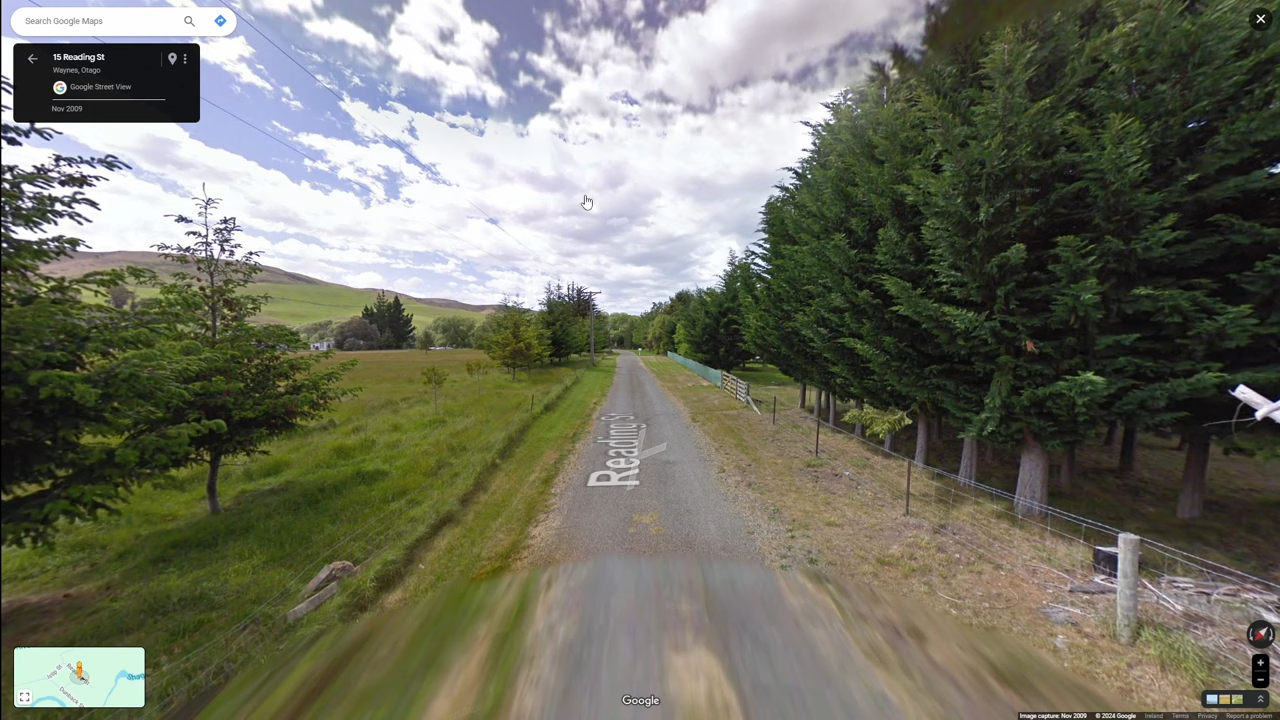 Search Google Maps
15 Reading St
Waynes, Otago
Google Street View
Nov 2009
Reading St
Google
Image capture: Nov 2009 © 2024 Google Ireland Terms Privacy Report a problem